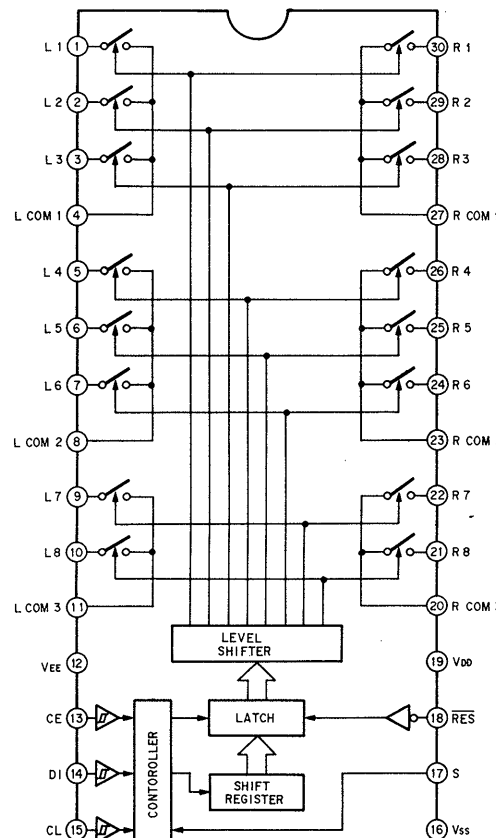 L 1 1 30 R 1
L 2 2 29 R 2
L 3 3 28 R 3
L COM 1 4 27 R COM
L 4 5 26 R 4
L 5 6 25 R 5
L 6 7 24 R 6
L COM 2 8 23 R COM
L 7 9 22 R 7
L 8 10 21 R 8
L COM 3 11 20 R COM
LEVEL
SHIFTER
VEE 12 19 VDD
CE 13 LATCH 18 RES
CONTOROLLER
DI 14 SHIFT 17 S
REGISTER
CL 15 16 Vss